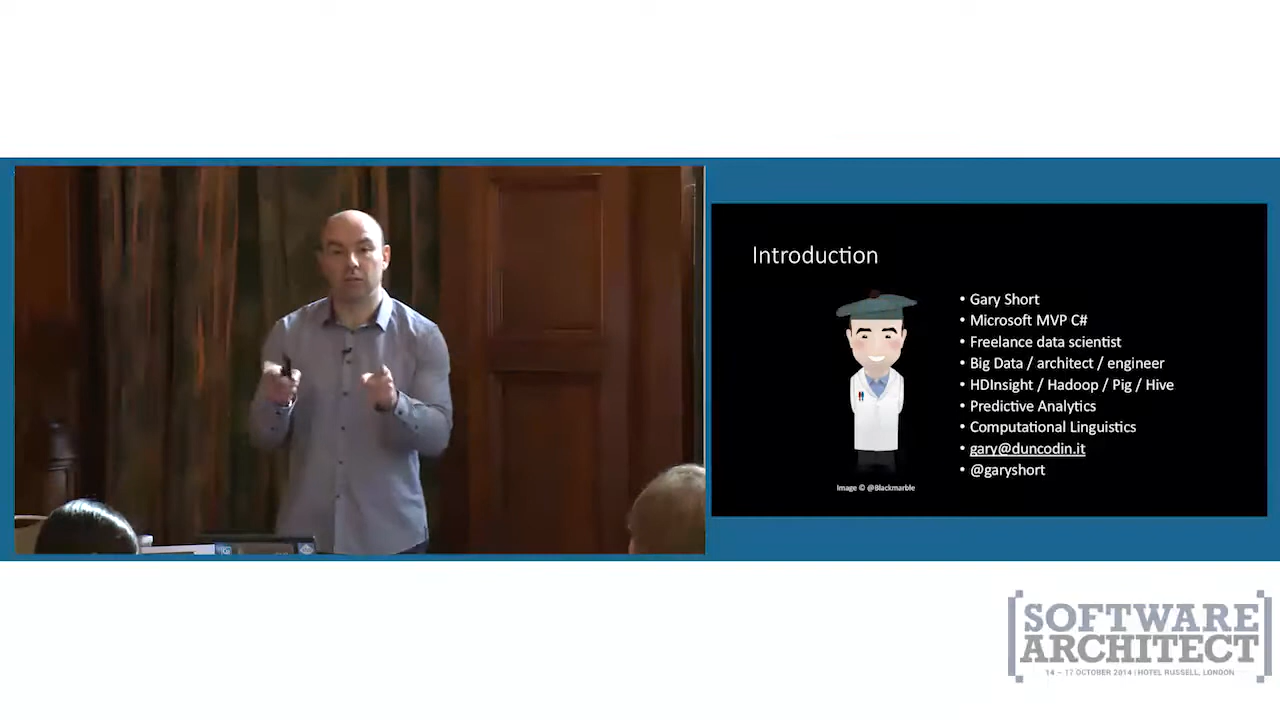 Introduction
• Gary Short
• Microsoft MVP C#
• Freelance data scientist
• Big Data / architect / engineer
• HDInsight / Hadoop / Pig / Hive
• Predictive Analytics
• Computational Linguistics
• gary@duncodin.it
• @garyshort
Image © @Blackmarble
[SOFTWARE
ARCHITECT]
14 – 17 OCTOBER 2014 | HOTEL RUSSELL, LONDON